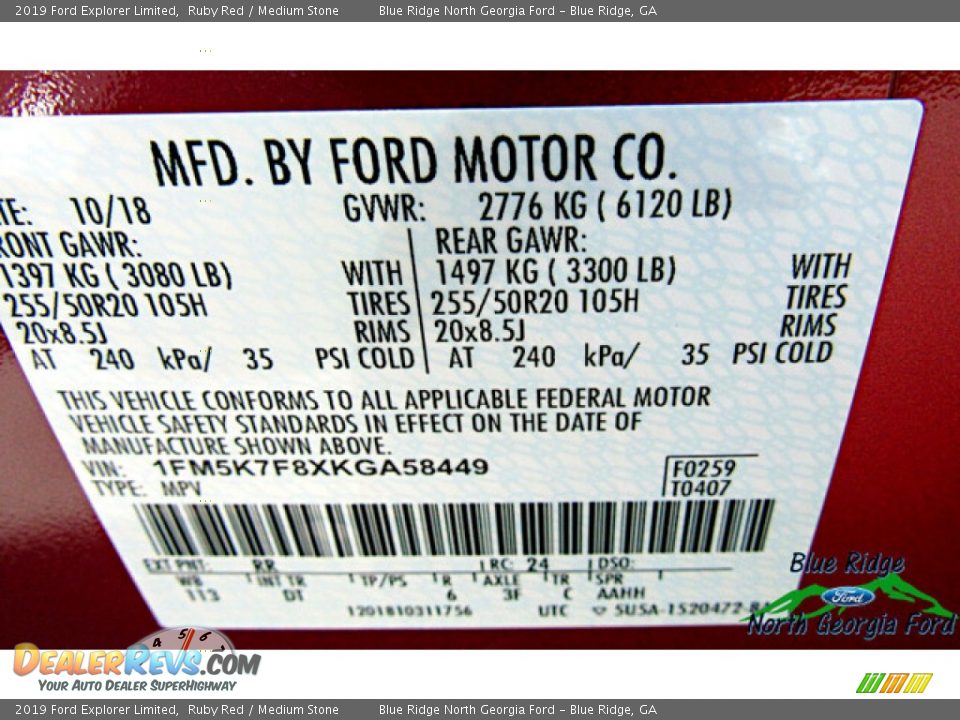 2019 Ford Explorer Limited, Ruby Red / Medium Stone Blue Ridge North Georgia Ford - Blue Ridge, GA
MFD. BY FORD MOTOR CO.
TE: 10/18 GVWR: 2776 KG ( 6120 LB)
RONT GAWR: REAR GAWR:
1397 KG ( 3080 LB) WITH 1497 KG ( 3300 LB) WITH
255/50R20 105H TIRES 255/50R20 105H TIRES
20x8.5J RIMS 20x8.5J RIMS
AT 240 kPa/ 35 PSI COLD AT 240 kPa/ 35 PSI COLD
THIS VEHICLE CONFORMS TO ALL APPLICABLE FEDERAL MOTOR
VEHICLE SAFETY STANDARDS IN EFFECT ON THE DATE OF
MANUFACTURE SHOWN ABOVE.
VIN: 1FM5K7F8XKGA58449 F0259
TYPE: MPV T0407
EXT PNT: RR RC: 24 DSO:
WB INT TR TP/PS R AXLE TR SPR
113 DT 6 3F C AAHH
1201810311756 UTC SUSA-1520472-
Blue Ridge
Ford
North Georgia Ford
4 5 6
DEALERREVS.COM
YOUR AUTO DEALER SUPERHIGHWAY
2019 Ford Explorer Limited, Ruby Red / Medium Stone Blue Ridge North Georgia Ford - Blue Ridge, GA